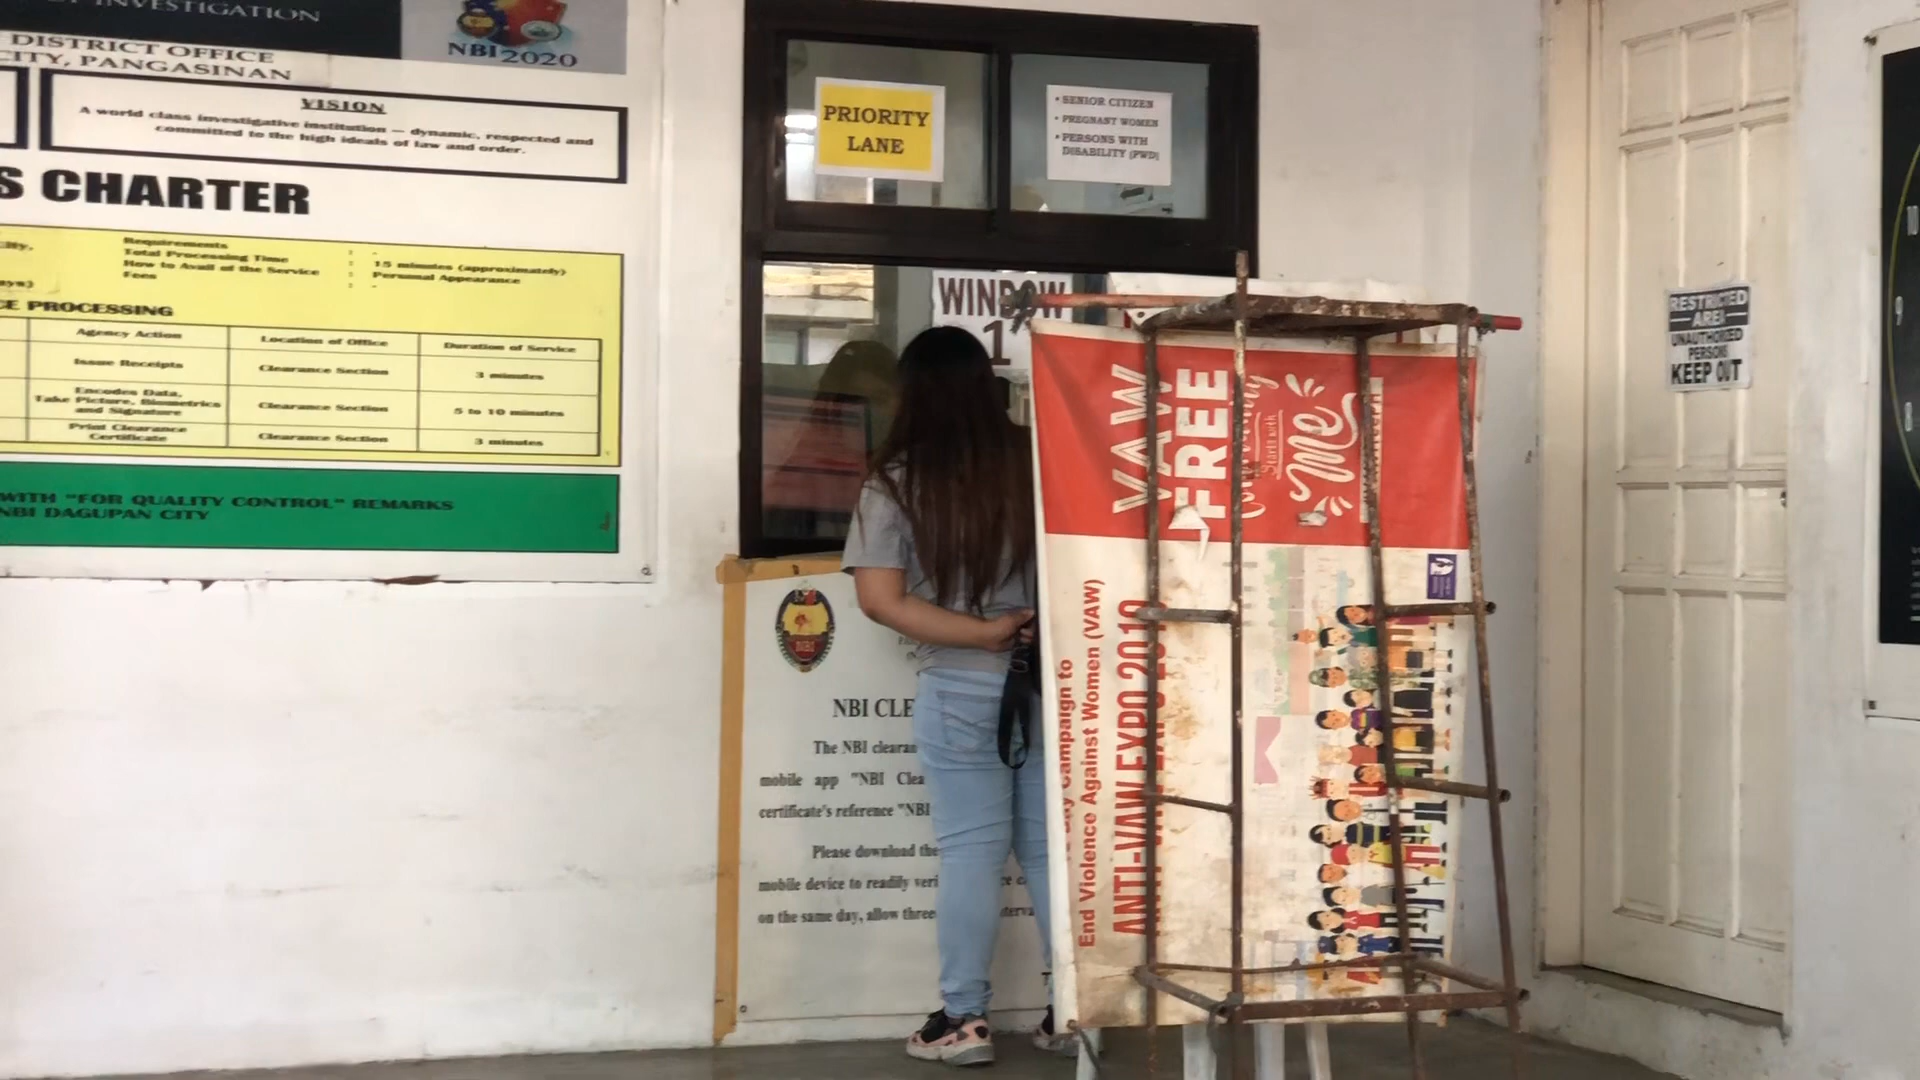 INVESTIGATION
NBI2020
DISTRICT OFFICE
CITY, PANGASINAN
VISION
A world class investigative institution — dynamic, respected and
committed to the high ideals of law and order.
S CHARTER
Requirements : -
Total Processing Time : 15 minutes (approximately)
How to Avail of the Service : Personal Appearance
Fees : -
CE PROCESSING
Agency Action
Location of Office
Duration of Service
Issue Receipts
Clearance Section
3 minutes
Encodes Data,
Take Picture, Biometrics
and Signature
Clearance Section
5 to 10 minutes
Print Clearance
Certificate
Clearance Section
3 minutes
WITH "FOR QUALITY CONTROL" REMARKS
NBI DAGUPAN CITY
PRIORITY
LANE
• SENIOR CITIZEN
• PREGNANT WOMEN
• PERSONS WITH
DISABILITY (PWD)
WINDOW
1
NBI CLE
The NBI clearan
mobile app "NBI Clea
certificate's reference "NBI
Please download the
mobile device to readily veri
on the same day, allow three
VAW
FREE
Community
Starts with
Me
Campaign to
End Violence Against Women (VAW)
ANTI-VAW EXPO 2019
RESTRICTED
AREA
UNAUTHORIZED
PERSONS
KEEP OUT